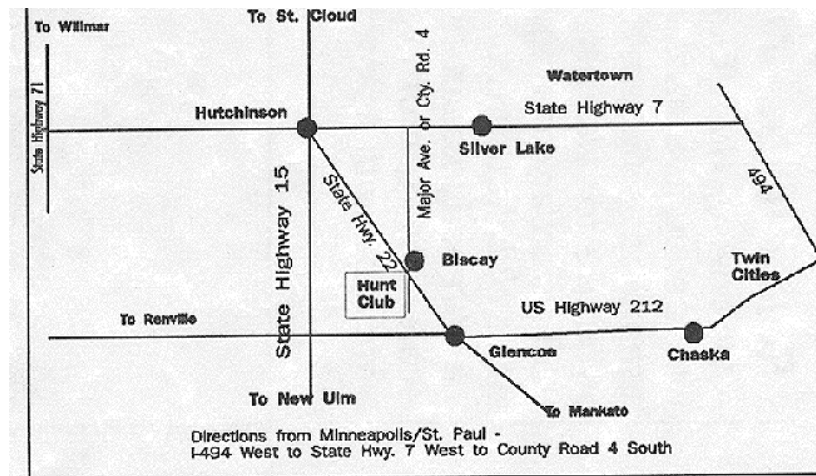 To St. Cloud
To Willmar
State Highway 71
Major Ave. or Cty. Rd. 4
Watertown
State Highway 7
Hutchinson
Silver Lake
494
State Highway 15
State Hwy. 22
Biscay
Twin
Cities
Hunt
Club
US Highway 212
To Renville
Glencoe
Chaska
To New Ulm
To Mankato
Directions from Minneapolis/St. Paul -
I-494 West to State Hwy. 7 West to County Road 4 South